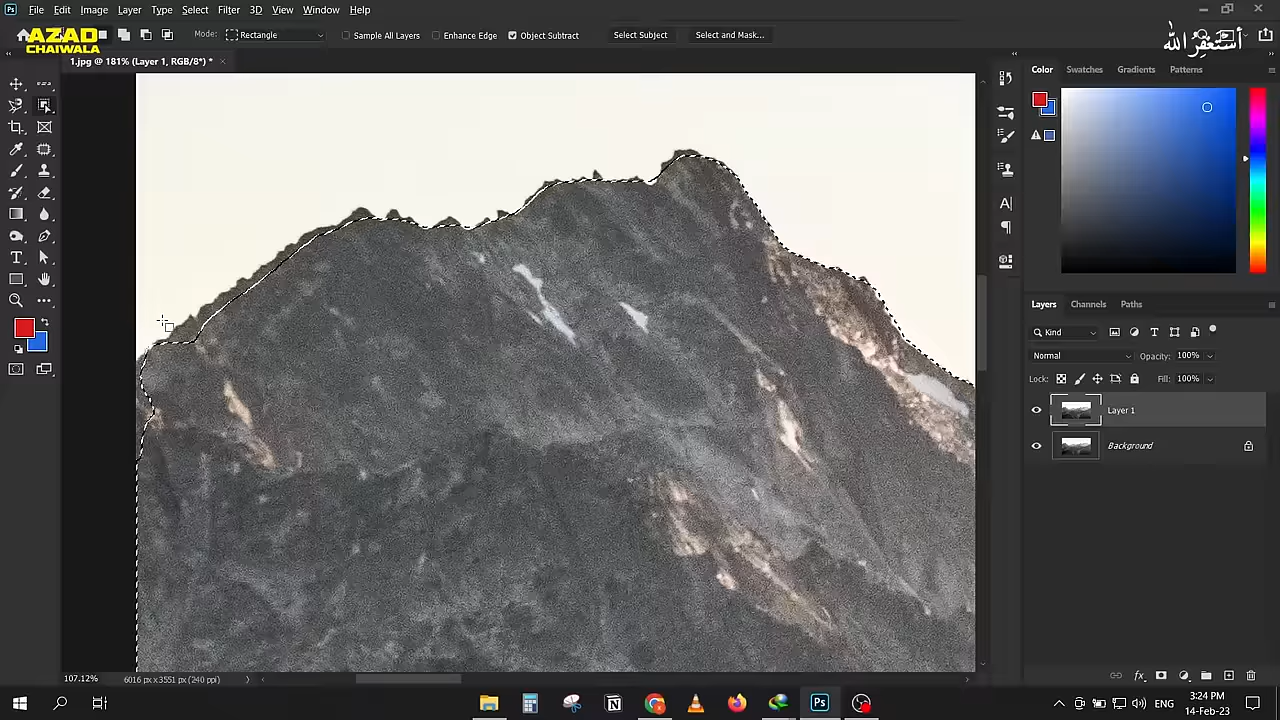 Ps File Edit Image Layer Type Select Filter 3D View Window Help
AZAD
CHAIWALA
Mode: Rectangle Sample All Layers Enhance Edge Object Subtract Select Subject Select and Mask...
أستغفر الله
1.jpg @ 181% (Layer 1, RGB/8*) *
Color Swatches Gradients Patterns
Layers Channels Paths
Kind
Normal Opacity: 100%
Lock: Fill: 100%
Layer 1
Background
107.12% 6016 px x 3551 px (240 ppi)
3:24 PM
ENG
14-Feb-23